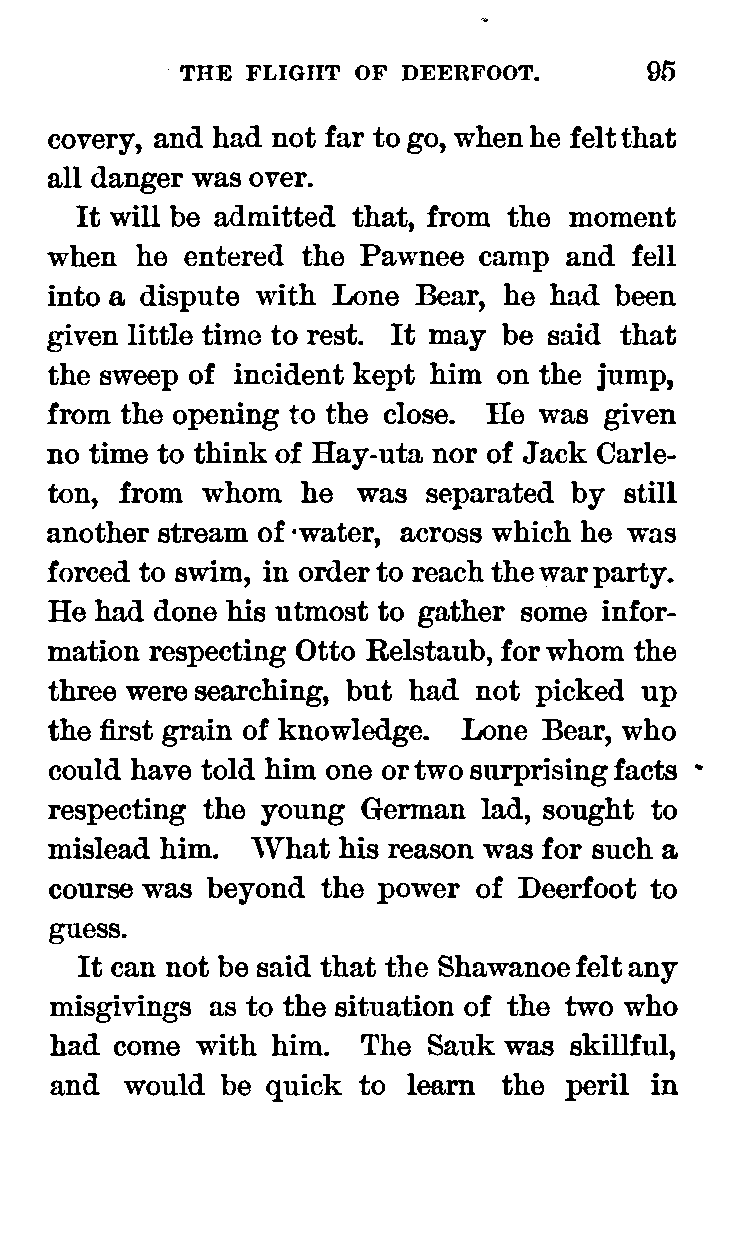 THE FLIGHT OF DEERFOOT. 95
covery, and had not far to go, when he felt that
all danger was over.
It will be admitted that, from the moment
when he entered the Pawnee camp and fell
into a dispute with Lone Bear, he had been
given little time to rest. It may be said that
the sweep of incident kept him on the jump,
from the opening to the close. He was given
no time to think of Hay-uta nor of Jack Carle-
ton, from whom he was separated by still
another stream of water, across which he was
forced to swim, in order to reach the war party.
He had done his utmost to gather some infor-
mation respecting Otto Relstaub, for whom the
three were searching, but had not picked up
the first grain of knowledge. Lone Bear, who
could have told him one or two surprising facts
respecting the young German lad, sought to
mislead him. What his reason was for such a
course was beyond the power of Deerfoot to
guess.
It can not be said that the Shawanoe felt any
misgivings as to the situation of the two who
had come with him. The Sauk was skillful,
and would be quick to learn the peril in